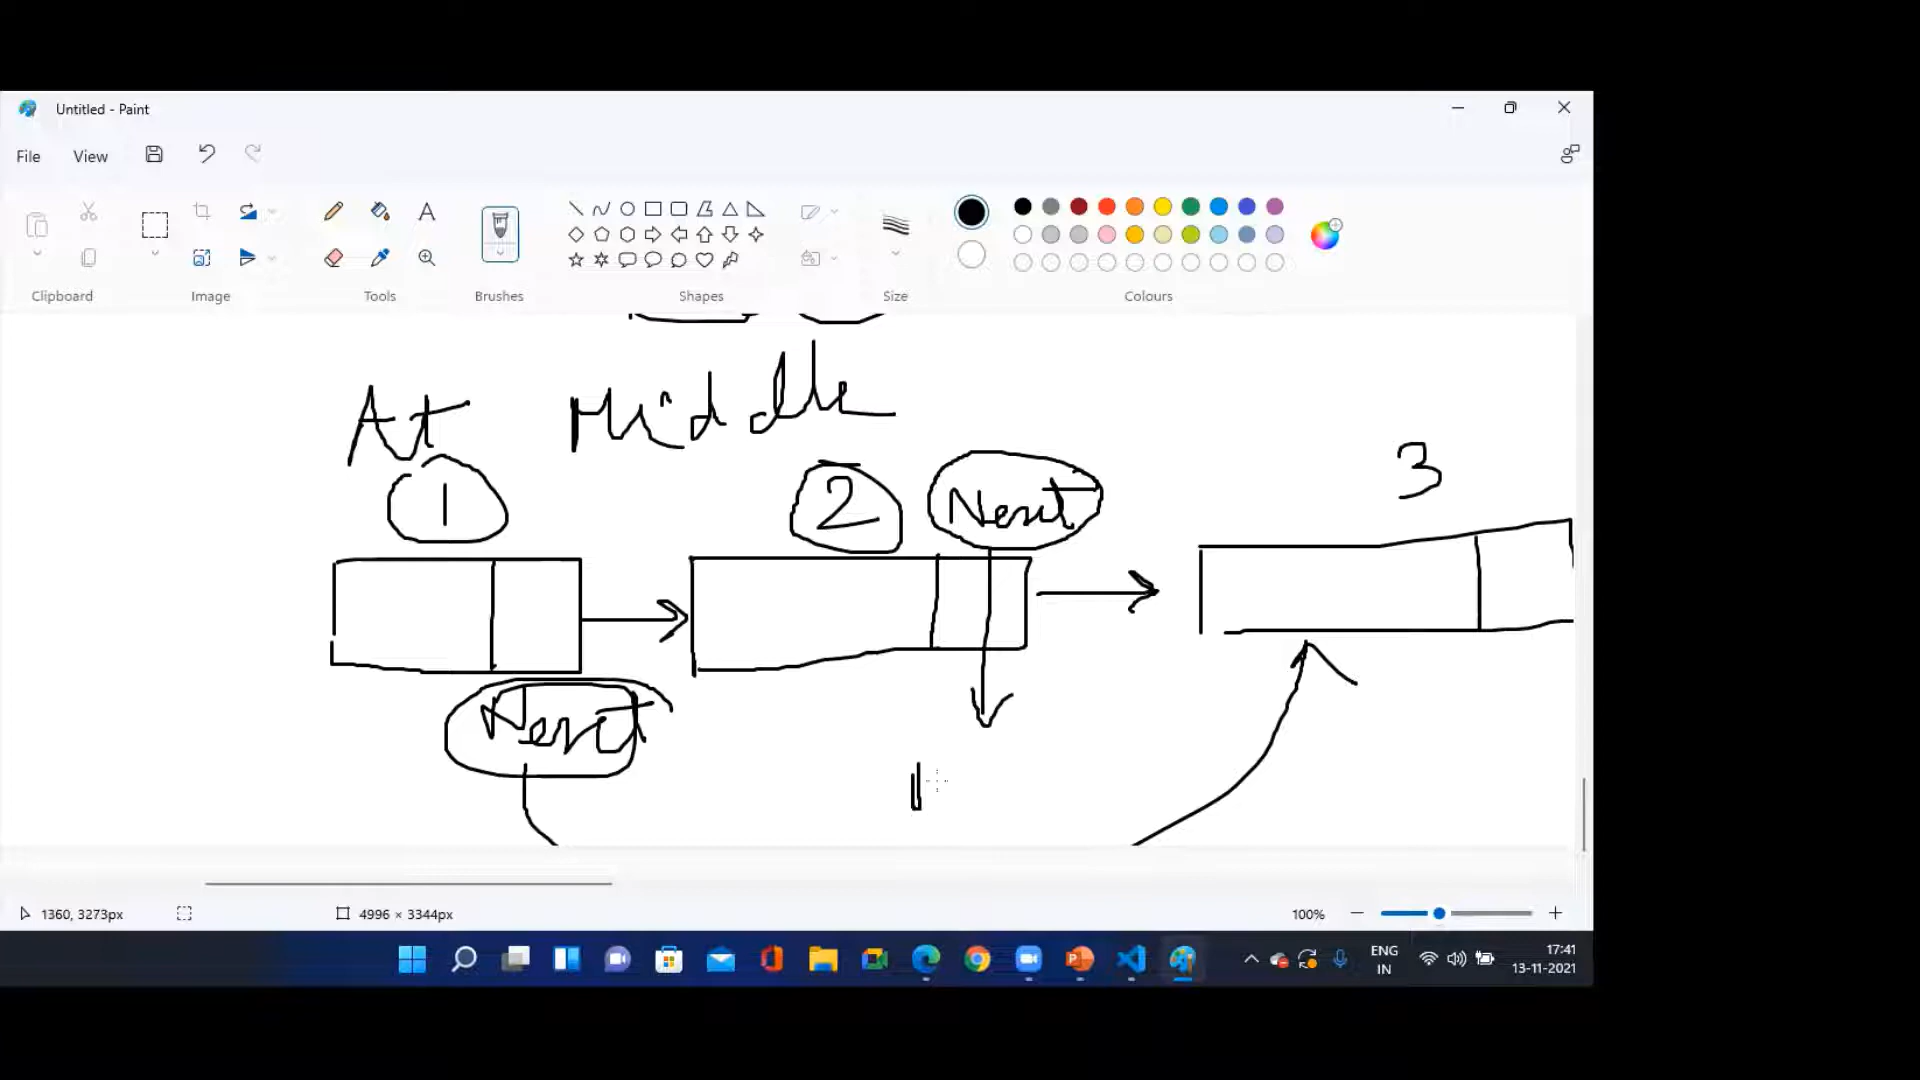 Untitled - Paint
File View
Clipboard
Image
Tools
Brushes
Shapes
Size
Colours
At Middle
1
2
Next
3
Next
1360, 3273px
4996 × 3344px
100%
ENG
IN
17:41
13-11-2021